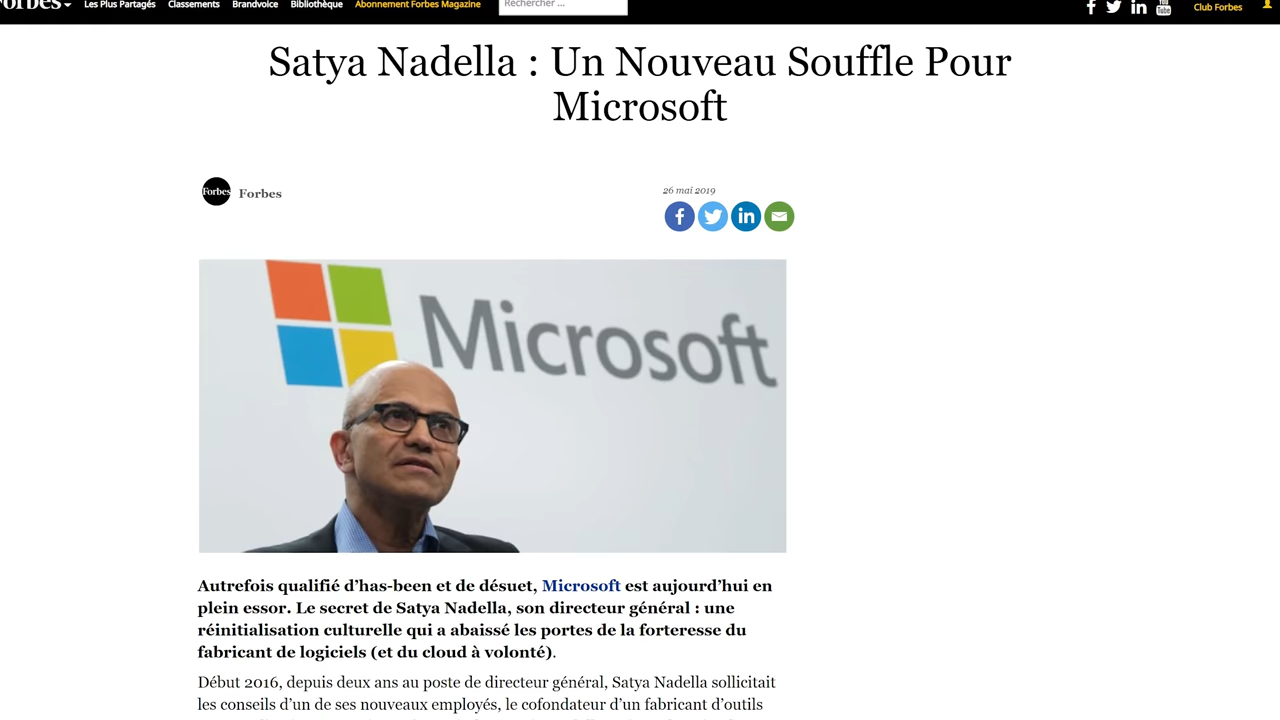 Forbes
Les Plus Partagés
Classements
Brandvoice
Bibliothèque
Abonnement Forbes Magazine
Rechercher ...
You
Tube
Club Forbes
Satya Nadella : Un Nouveau Souffle Pour
Microsoft
Forbes
Forbes
26 mai 2019
Microsoft
Autrefois qualifié d’has-been et de désuet, Microsoft est aujourd’hui en
plein essor. Le secret de Satya Nadella, son directeur général : une
réinitialisation culturelle qui a abaissé les portes de la forteresse du
fabricant de logiciels (et du cloud à volonté).
Début 2016, depuis deux ans au poste de directeur général, Satya Nadella sollicitait
les conseils d’un de ses nouveaux employés, le cofondateur d’un fabricant d’outils